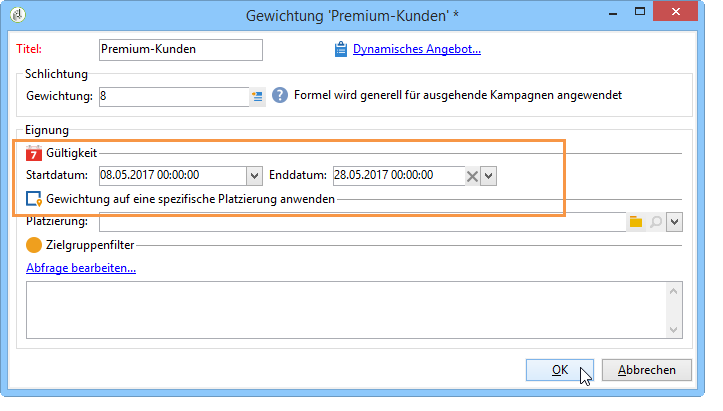 Gewichtung 'Premium-Kunden' *
Titel: Premium-Kunden Dynamisches Angebot...
Schlichtung
Gewichtung: 8 ? Formel wird generell für ausgehende Kampagnen angewendet
Eignung
7 Gültigkeit
Startdatum: 08.05.2017 00:00:00 Enddatum: 28.05.2017 00:00:00
Gewichtung auf eine spezifische Platzierung anwenden
Platzierung:
Zielgruppenfilter
Abfrage bearbeiten...
OK Abbrechen